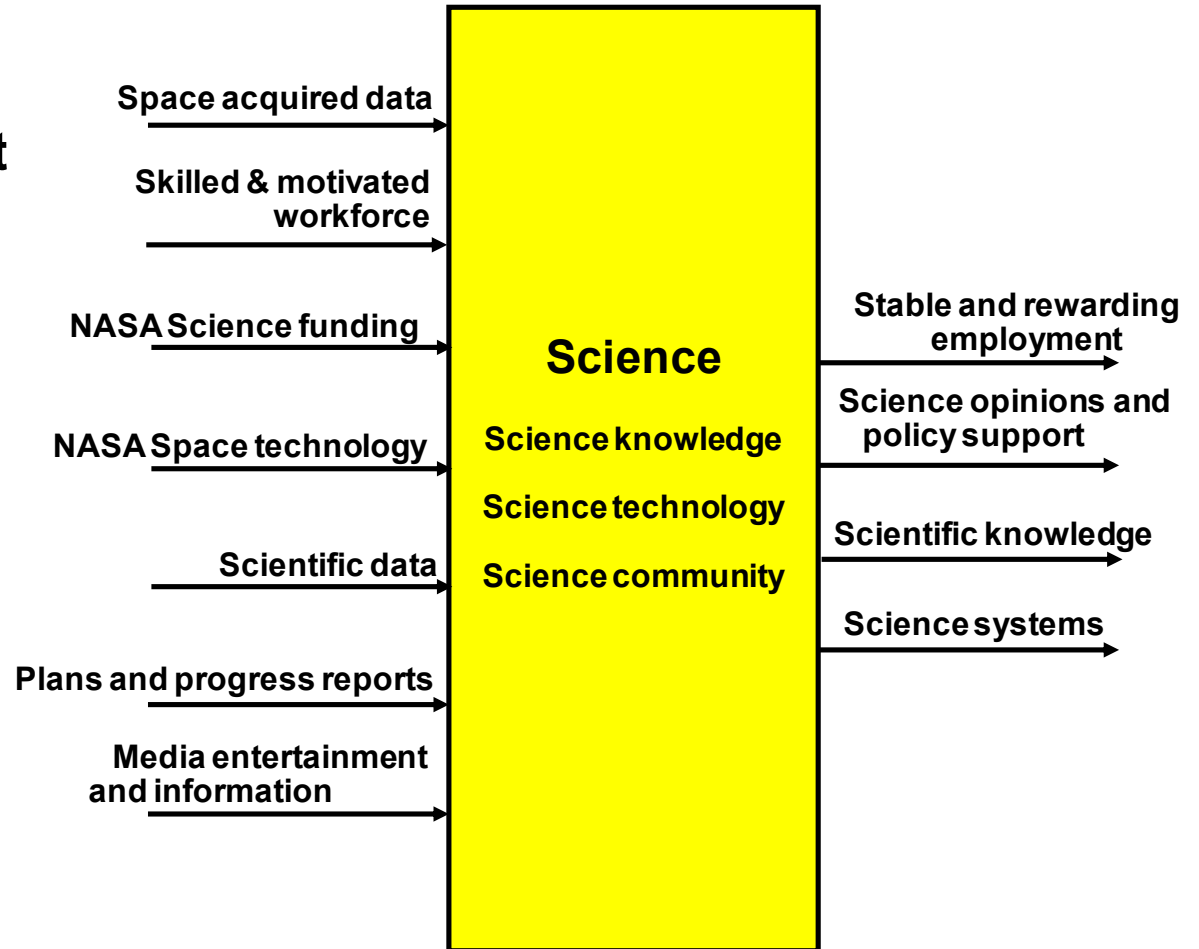 Space acquired data
Skilled & motivated
workforce
NASA Science funding
NASA Space technology
Scientific data
Plans and progress reports
Media entertainment
and information
Science
Science knowledge
Science technology
Science community
Stable and rewarding
employment
Science opinions and
policy support
Scientific knowledge
Science systems